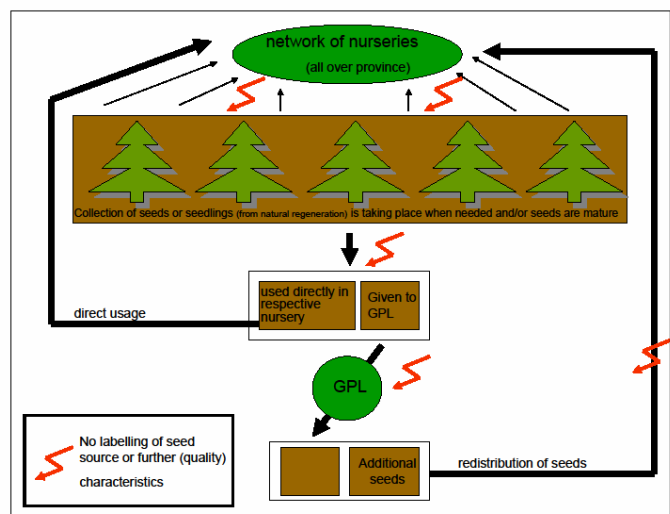 network of nurseries
(all over province)
Collection of seeds or seedlings (from natural regeneration) is taking place when needed and/or seeds are mature
used directly in
respective
nursery
Given to
GPL
direct usage
GPL
Additional
seeds
redistribution of seeds
No labelling of seed
source or further (quality)
characteristics